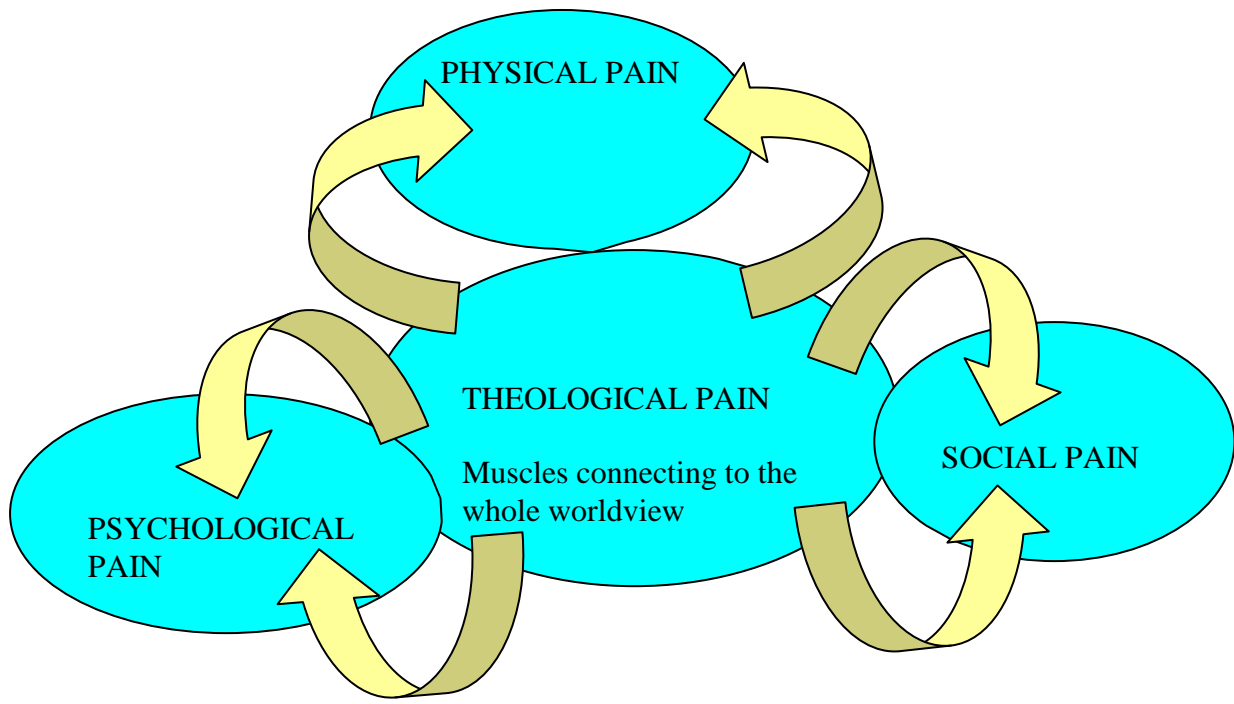 PHYSICAL PAIN
THEOLOGICAL PAIN
Muscles connecting to the
whole worldview
SOCIAL PAIN
PSYCHOLOGICAL
PAIN